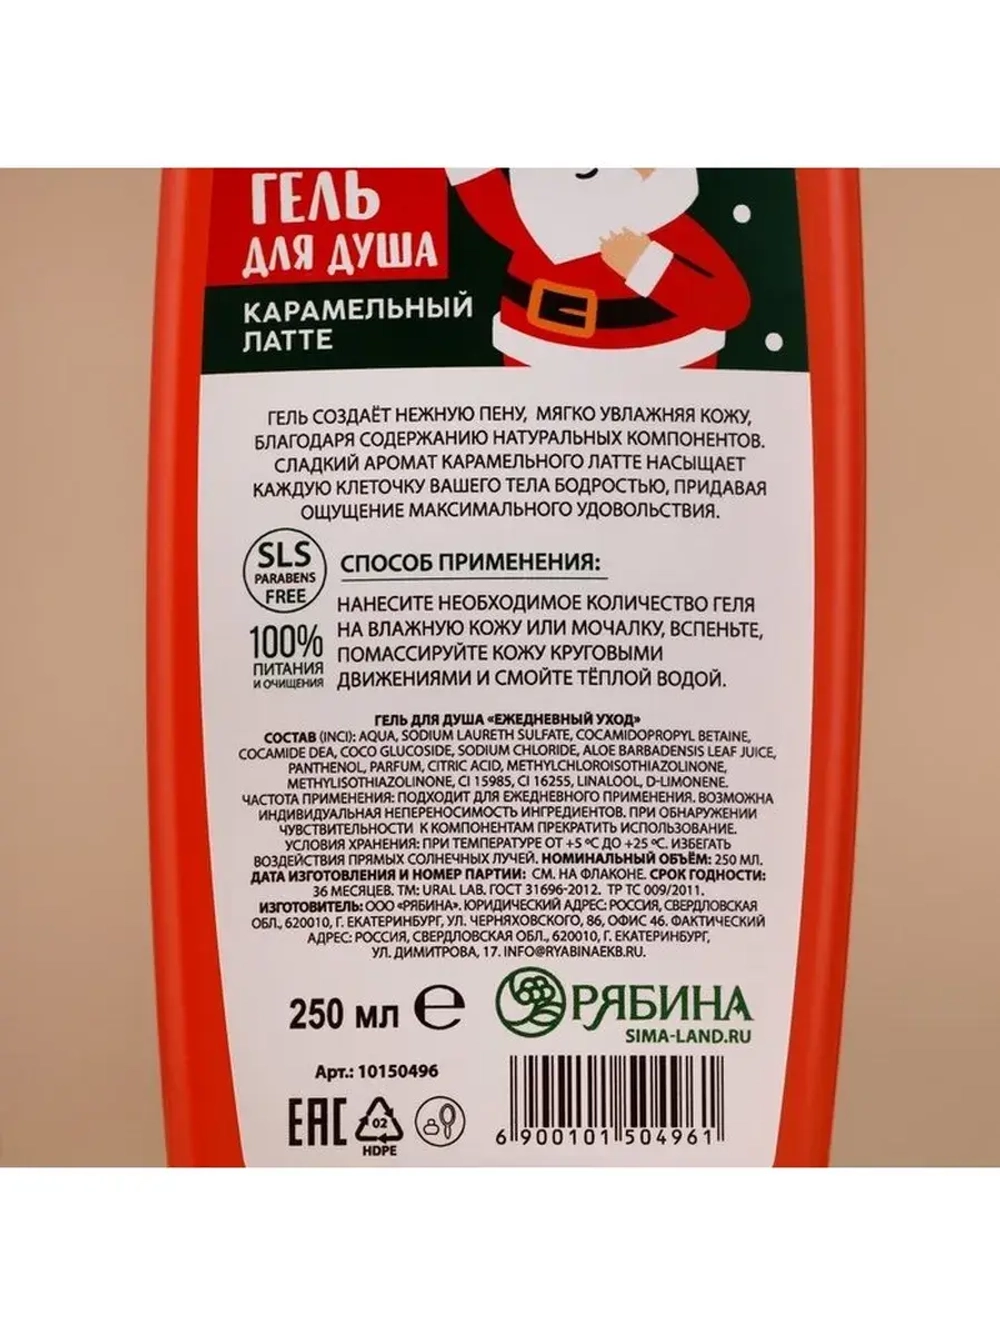 ГЕЛЬ
ДЛЯ ДУША
КАРАМЕЛЬНЫЙ
ЛАТТЕ
ГЕЛЬ СОЗДАЁТ НЕЖНУЮ ПЕНУ, МЯГКО УВЛАЖНЯЯ КОЖУ,
БЛАГОДАРЯ СОДЕРЖАНИЮ НАТУРАЛЬНЫХ КОМПОНЕНТОВ.
СЛАДКИЙ АРОМАТ КАРАМЕЛЬНОГО ЛАТТЕ НАСЫЩАЕТ
КАЖДУЮ КЛЕТОЧКУ ВАШЕГО ТЕЛА БОДРОСТЬЮ, ПРИДАВАЯ
ОЩУЩЕНИЕ МАКСИМАЛЬНОГО УДОВОЛЬСТВИЯ.
SLS
PARABENS
FREE
100%
ПИТАНИЯ
И ОЧИЩЕНИЯ
СПОСОБ ПРИМЕНЕНИЯ:
НАНЕСИТЕ НЕОБХОДИМОЕ КОЛИЧЕСТВО ГЕЛЯ
НА ВЛАЖНУЮ КОЖУ ИЛИ МОЧАЛКУ, ВСПЕНЬТЕ,
ПОМАССИРУЙТЕ КОЖУ КРУГОВЫМИ
ДВИЖЕНИЯМИ И СМОЙТЕ ТЁПЛОЙ ВОДОЙ.
ГЕЛЬ ДЛЯ ДУША «ЕЖЕДНЕВНЫЙ УХОД»
СОСТАВ (INCI): AQUA, SODIUM LAURETH SULFATE, COCAMIDOPROPYL BETAINE,
COCAMIDE DEA, COCO GLUCOSIDE, SODIUM CHLORIDE, ALOE BARBADENSIS LEAF JUICE,
PANTHENOL, PARFUM, CITRIC ACID, METHYLCHLOROISOTHIAZOLINONE,
METHYLISOTHIAZOLINONE, CI 15985, CI 16255, LINALOOL, D-LIMONENE.
ЧАСТОТА ПРИМЕНЕНИЯ: ПОДХОДИТ ДЛЯ ЕЖЕДНЕВНОГО ПРИМЕНЕНИЯ. ВОЗМОЖНА
ИНДИВИДУАЛЬНАЯ НЕПЕРЕНОСИМОСТЬ ИНГРЕДИЕНТОВ. ПРИ ОБНАРУЖЕНИИ
ЧУВСТВИТЕЛЬНОСТИ К КОМПОНЕНТАМ ПРЕКРАТИТЬ ИСПОЛЬЗОВАНИЕ.
УСЛОВИЯ ХРАНЕНИЯ: ПРИ ТЕМПЕРАТУРЕ ОТ +5 ºС ДО +25 ºС. ИЗБЕГАТЬ
ВОЗДЕЙСТВИЯ ПРЯМЫХ СОЛНЕЧНЫХ ЛУЧЕЙ. НОМИНАЛЬНЫЙ ОБЪЁМ: 250 МЛ.
ДАТА ИЗГОТОВЛЕНИЯ И НОМЕР ПАРТИИ: СМ. НА ФЛАКОНЕ. СРОК ГОДНОСТИ:
36 МЕСЯЦЕВ. ТМ: URAL LAB. ГОСТ 31696-2012. ТР ТС 009/2011.
ИЗГОТОВИТЕЛЬ: ООО «РЯБИНА». ЮРИДИЧЕСКИЙ АДРЕС: РОССИЯ, СВЕРДЛОВСКАЯ
ОБЛ., 620010, Г. ЕКАТЕРИНБУРГ, УЛ. ЧЕРНЯХОВСКОГО, 86, ОФИС 46. ФАКТИЧЕСКИЙ
АДРЕС: РОССИЯ, СВЕРДЛОВСКАЯ ОБЛ., 620010, Г. ЕКАТЕРИНБУРГ,
УЛ. ДИМИТРОВА, 17. INFO@RYABINAEKB.RU.
250 мл ℮
РЯБИНА
SIMA-LAND.RU
Арт.: 10150496
EAC
02
HDPE
6 900101 504961